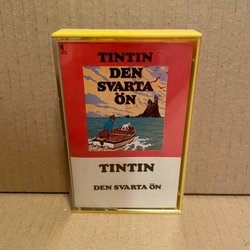 TINTIN
DEN
SVARTA
ÖN
TINTIN
DEN SVARTA ÖN